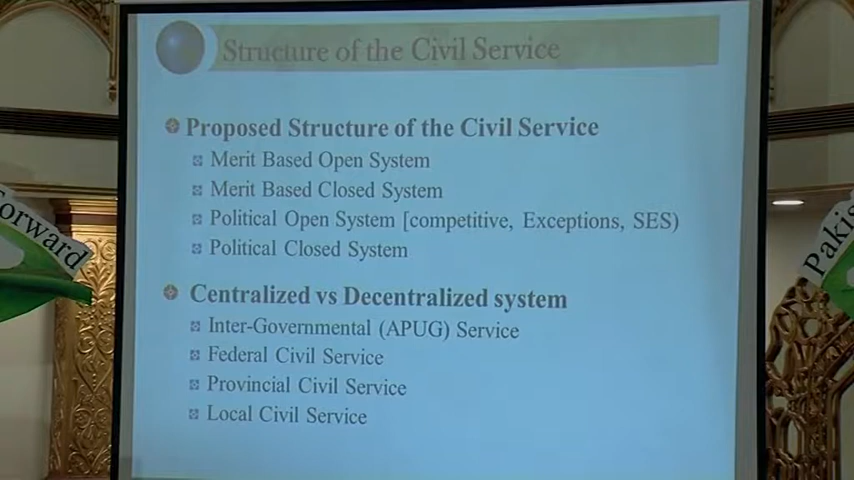 Structure of the Civil Service
Proposed Structure of the Civil Service
Merit Based Open System
Merit Based Closed System
Political Open System [competitive, Exceptions, SES)
Political Closed System
Centralized vs Decentralized system
Inter-Governmental (APUG) Service
Federal Civil Service
Provincial Civil Service
Local Civil Service
forward
Pakis